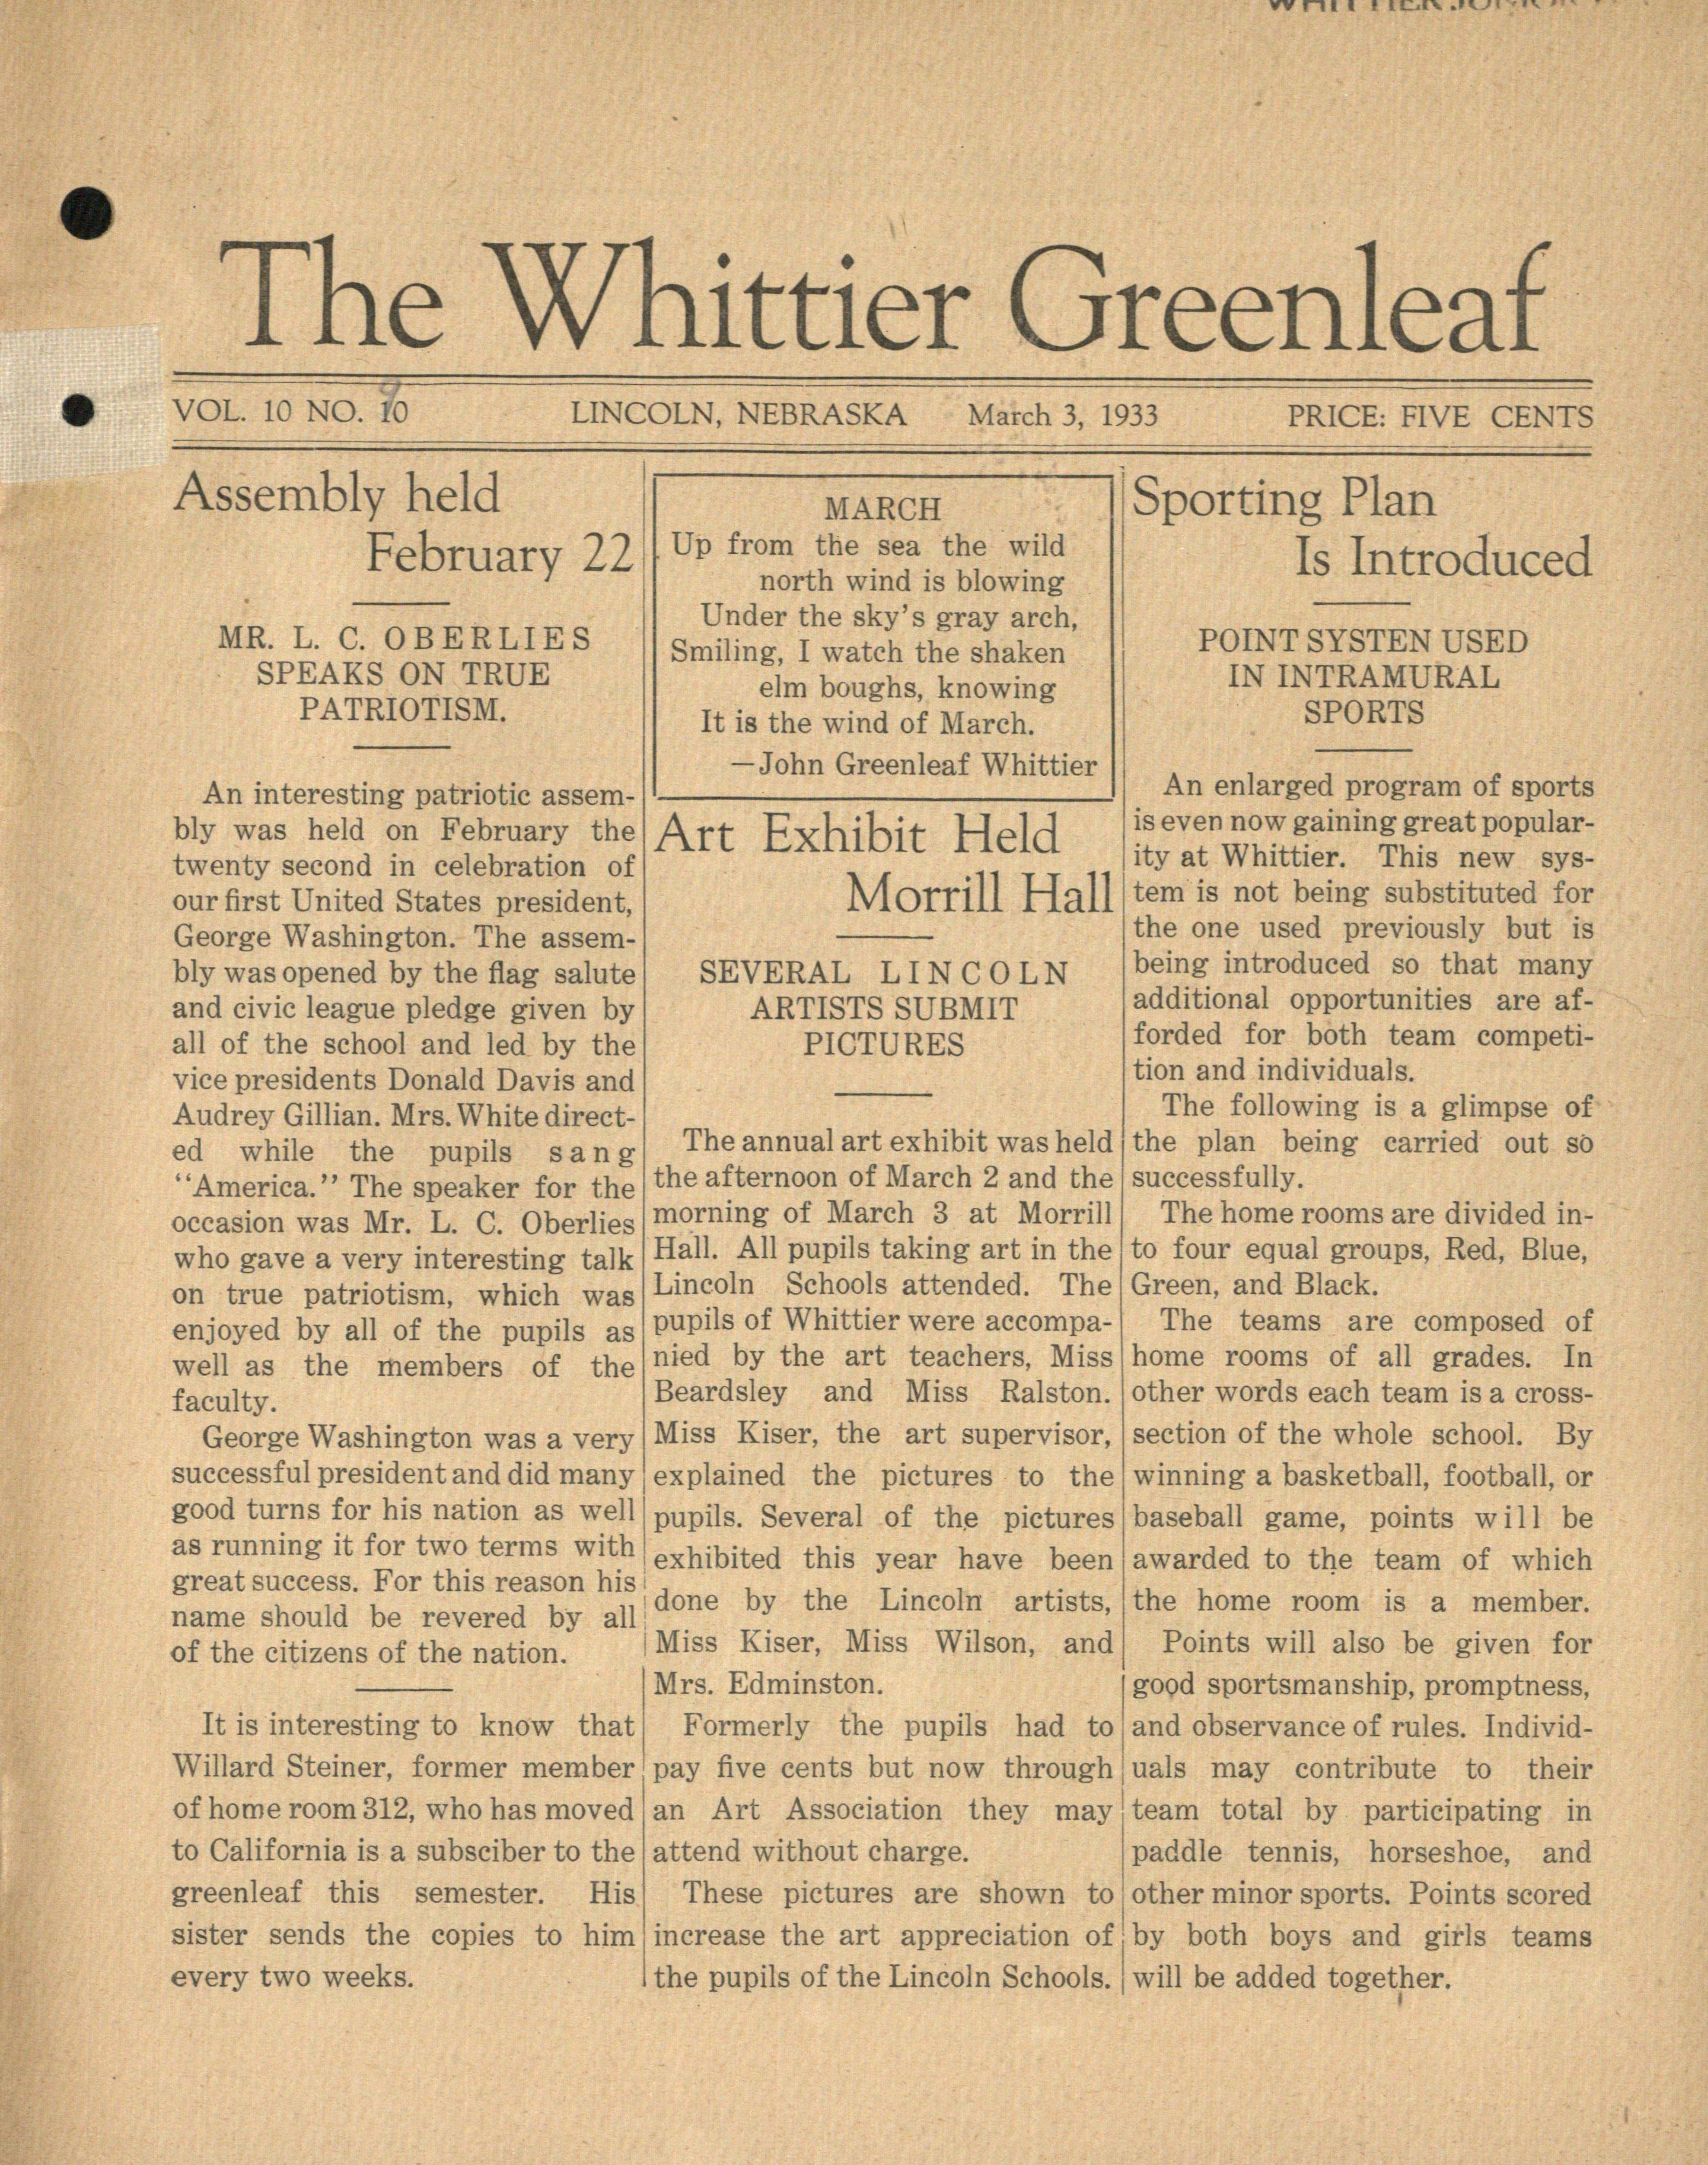 The Whittier Greenleaf
VOL. 10 NO. 10 LINCOLN, NEBRASKA March 3, 1933 PRICE: FIVE CENTS
Assembly held
February 22
MR. L. C. OBERLIES
SPEAKS ON TRUE
PATRIOTISM.
An interesting patriotic assem-
bly was held on February the
twenty second in celebration of
our first United States president,
George Washington. The assem-
bly was opened by the flag salute
and civic league pledge given by
all of the school and led by the
vice presidents Donald Davis and
Audrey Gillian. Mrs. White direct-
ed while the pupils sang
‘‘America.’’ The speaker for the
occasion was Mr. L. C. Oberlies
who gave a very interesting talk
on true patriotism, which was
enjoyed by all of the pupils as
well as the members of the
faculty.
George Washington was a very
successful president and did many
good turns for his nation as well
as running it for two terms with
great success. For this reason his
name should be revered by all
of the citizens of the nation.
It is interesting to know that
Willard Steiner, former member
of home room 312, who has moved
to California is a subsciber to the
greenleaf this semester. His
sister sends the copies to him
every two weeks.
MARCH
Up from the sea the wild
north wind is blowing
Under the sky's gray arch,
Smiling, I watch the shaken
elm boughs, knowing
It is the wind of March.
—John Greenleaf Whittier
Art Exhibit Held
Morrill Hall
SEVERAL LINCOLN
ARTISTS SUBMIT
PICTURES
The annual art exhibit was held
the afternoon of March 2 and the
morning of March 3 at Morrill
Hall. All pupils taking art in the
Lincoln Schools attended. The
pupils of Whittier were accompa-
nied by the art teachers, Miss
Beardsley and Miss Ralston.
Miss Kiser, the art supervisor,
explained the pictures to the
pupils. Several of the pictures
exhibited this year have been
done by the Lincoln artists,
Miss Kiser, Miss Wilson, and
Mrs. Edminston.
Formerly the pupils had to
pay five cents but now through
an Art Association they may
attend without charge.
These pictures are shown to
increase the art appreciation of
the pupils of the Lincoln Schools.
Sporting Plan
Is Introduced
POINT SYSTEN USED
IN INTRAMURAL
SPORTS
An enlarged program of sports
is even now gaining great popular-
ity at Whittier. This new sys-
tem is not being substituted for
the one used previously but is
being introduced so that many
additional opportunities are af-
forded for both team competi-
tion and individuals.
The following is a glimpse of
the plan being carried out so
successfully.
The home rooms are divided in-
to four equal groups, Red, Blue,
Green, and Black.
The teams are composed of
home rooms of all grades. In
other words each team is a cross-
section of the whole school. By
winning a basketball, football, or
baseball game, points will be
awarded to the team of which
the home room is a member.
Points will also be given for
good sportsmanship, promptness,
and observance of rules. Individ-
uals may contribute to their
team total by participating in
paddle tennis, horseshoe, and
other minor sports. Points scored
by both boys and girls teams
will be added together.